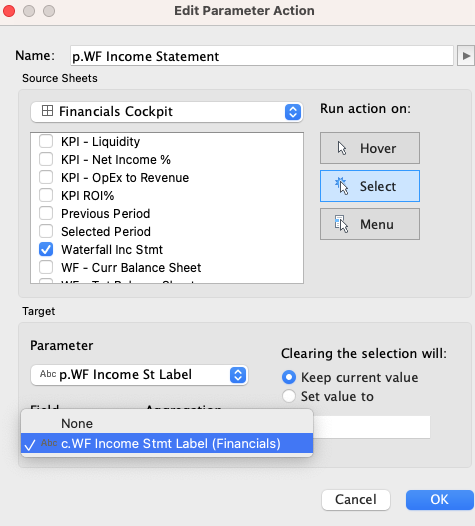 Edit Parameter Action
Name: p.WF Income Statement
Source Sheets
Financials Cockpit
KPI - Liquidity
KPI - Net Income %
KPI - OpEx to Revenue
KPI ROI%
Previous Period
Selected Period
Waterfall Inc Stmt
WF - Curr Balance Sheet
Run action on:
Hover
Select
Menu
Target
Parameter
Abc p.WF Income St Label
Clearing the selection will:
Keep current value
Set value to
Field Aggregation
None
Abc c.WF Income Stmt Label (Financials)
Cancel OK